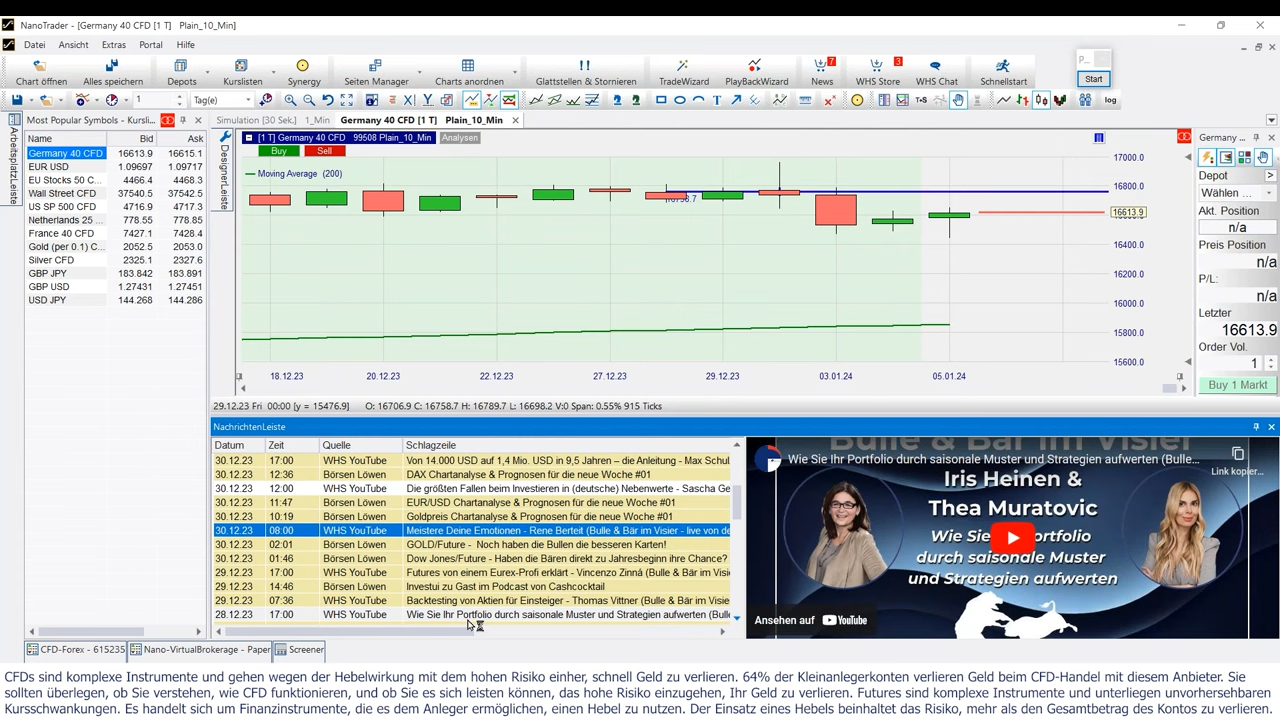 NanoTrader - [Germany 40 CFD [1 T]   Plain_10_Min]
Datei   Ansicht   Extras   Portal   Hilfe
Chart öffnen   Alles speichern   Depots   Kurslisten   Synergy   Seiten Manager   Charts anordnen   Glattstellen & Stornieren   TradeWizard   PlayBackWizard   News 7   WHS Store 3   WHS Chat   Schnellstart
P...
Start
1   Tag(e)   T+S   log
Most Popular Symbols - Kursli...
Simulation [30 Sek.]   1_Min   Germany 40 CFD [1 T]   Plain_10_Min
ArbeitsplatzLeiste
Name   Bid   Ask
Germany 40 CFD   16613.9   16615.1
EUR USD   1.09697   1.09717
EU Stocks 50 C...   4466.4   4468.3
Wall Street CFD   37540.5   37542.5
US SP 500 CFD   4716.9   4717.3
Netherlands 25 ...   778.55   778.85
France 40 CFD   7427.1   7428.4
Gold (per 0.1) C...   2052.5   2053.0
Silver CFD   2325.1   2327.6
GBP JPY   183.842   183.891
GBP USD   1.27431   1.27451
USD JPY   144.268   144.286
DesignerLeiste
[1 T] Germany 40 CFD   99508 Plain_10_Min   Analysen
Buy   Sell
Moving Average   (200)
17000.0
16800.0
16613.9
16400.0
16200.0
16000.0
15800.0
15600.0
18.12.23   20.12.23   22.12.23   27.12.23   29.12.23   03.01.24   05.01.24
29.12.23 Fri   00:00 [y = 15476.9]   O: 16706.9 C: 16758.7 H: 16789.7 L: 16698.2 V:0 Span: 0.55% 915 Ticks
Germany ...
Depot   >
Wählen ...
Akt. Position
n/a
Preis Position
n/a
P/L:
n/a
Letzter
16613.9
Order Vol.
1
Buy 1 Markt
NachrichtenLeiste
Datum   Zeit   Quelle   Schlagzeile
30.12.23   17:00   WHS YouTube   Von 14.000 USD auf 1,4 Mio. USD in 9,5 Jahren – die Anleitung - Max Schul
30.12.23   12:36   Börsen Löwen   DAX Chartanalyse & Prognosen für die neue Woche #01
30.12.23   12:00   WHS YouTube   Die größten Fallen beim Investieren in (deutsche) Nebenwerte - Sascha Ge
30.12.23   11:47   Börsen Löwen   EUR/USD Chartanalyse & Prognosen für die neue Woche #01
30.12.23   10:19   Börsen Löwen   Goldpreis Chartanalyse & Prognosen für die neue Woche #01
30.12.23   08:00   WHS YouTube   Meistere Deine Emotionen - Rene Berteit (Bulle & Bär im Visier - live von de
30.12.23   02:01   Börsen Löwen   GOLD/Future -  Noch haben die Bullen die besseren Karten!
30.12.23   01:46   Börsen Löwen   Dow Jones/Future - Haben die Bären direkt zu Jahresbeginn ihre Chance?
29.12.23   17:00   WHS YouTube   Futures von einem Eurex-Profi erklärt - Vincenzo Zinnà (Bulle & Bär im Visi
29.12.23   14:46   Börsen Löwen   Investui zu Gast im Podcast von Cashcocktail
29.12.23   07:36   WHS YouTube   Backtesting von Aktien für Einsteiger - Thomas Vittner (Bulle & Bär im Visie
28.12.23   17:00   WHS YouTube   Wie Sie Ihr Portfolio durch saisonale Muster und Strategien aufwerten (Bull
Bulle & Bär im Visier
Wie Sie Ihr Portfolio durch saisonale Muster und Strategien aufwerten (Bulle...
Link kopier...
Iris Heinen &
Thea Muratovic
Wie Sie Portfolio
durch saisonale Muster
und Strategien aufwerten
Ansehen auf YouTube
CFD-Forex - 615235   Nano-VirtualBrokerage - Paper   Screener
CFDs sind komplexe Instrumente und gehen wegen der Hebelwirkung mit dem hohen Risiko einher, schnell Geld zu verlieren. 64% der Kleinanlegerkonten verlieren Geld beim CFD-Handel mit diesem Anbieter. Sie
sollten überlegen, ob Sie verstehen, wie CFD funktionieren, und ob Sie es sich leisten können, das hohe Risiko einzugehen, Ihr Geld zu verlieren. Futures sind komplexe Instrumente und unterliegen unvorhersehbaren
Kursschwankungen. Es handelt sich um Finanzinstrumente, die es dem Anleger ermöglichen, einen Hebel zu nutzen. Der Einsatz eines Hebels beinhaltet das Risiko, mehr als den Gesamtbetrag des Kontos zu verlieren.